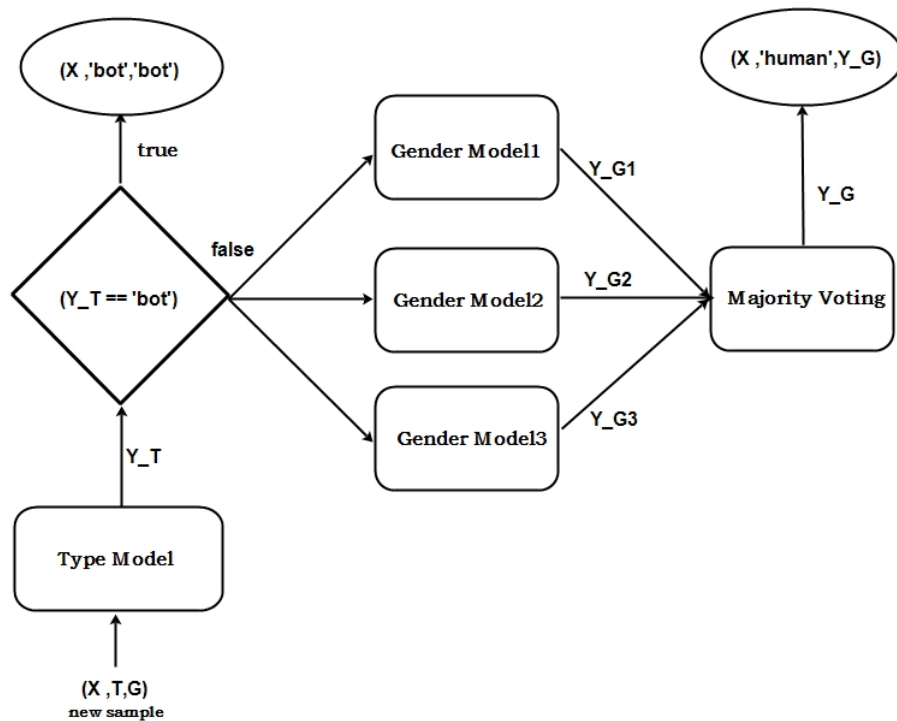 (X ,'bot','bot')
(X ,'human',Y_G)
true
Gender Model1
Y_G1
Y_G
false
(Y_T == 'bot')
Gender Model2
Y_G2
Majority Voting
Gender Model3
Y_G3
Y_T
Type Model
(X ,T,G)
new sample